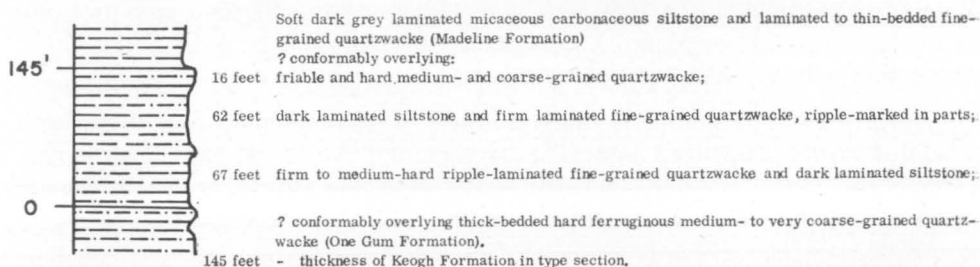 Soft dark grey laminated micaceous carbonaceous siltstone and laminated to thin-bedded fine-
grained quartzwacke (Madeline Formation)
? conformably overlying:
145'
16 feet friable and hard medium- and coarse-grained quartzwacke;
62 feet dark laminated siltstone and firm laminated fine-grained quartzwacke, ripple-marked in parts;
67 feet firm to medium-hard ripple-laminated fine-grained quartzwacke and dark laminated siltstone;
0
? conformably overlying thick-bedded hard ferruginous medium- to very coarse-grained quartz-
wacke (One Gum Formation).
145 feet - thickness of Keogh Formation in type section.